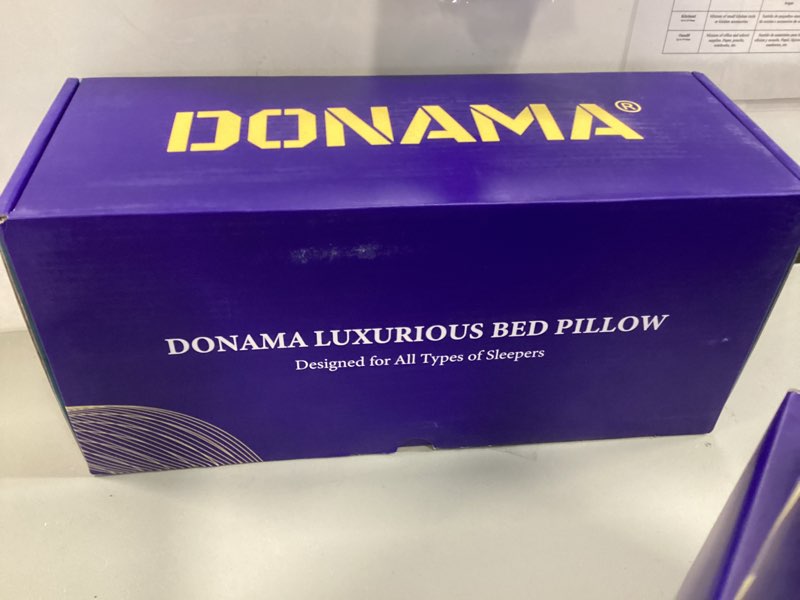 DONAMA®
DONAMA LUXURIOUS BED PILLOW
Designed for All Types of Sleepers